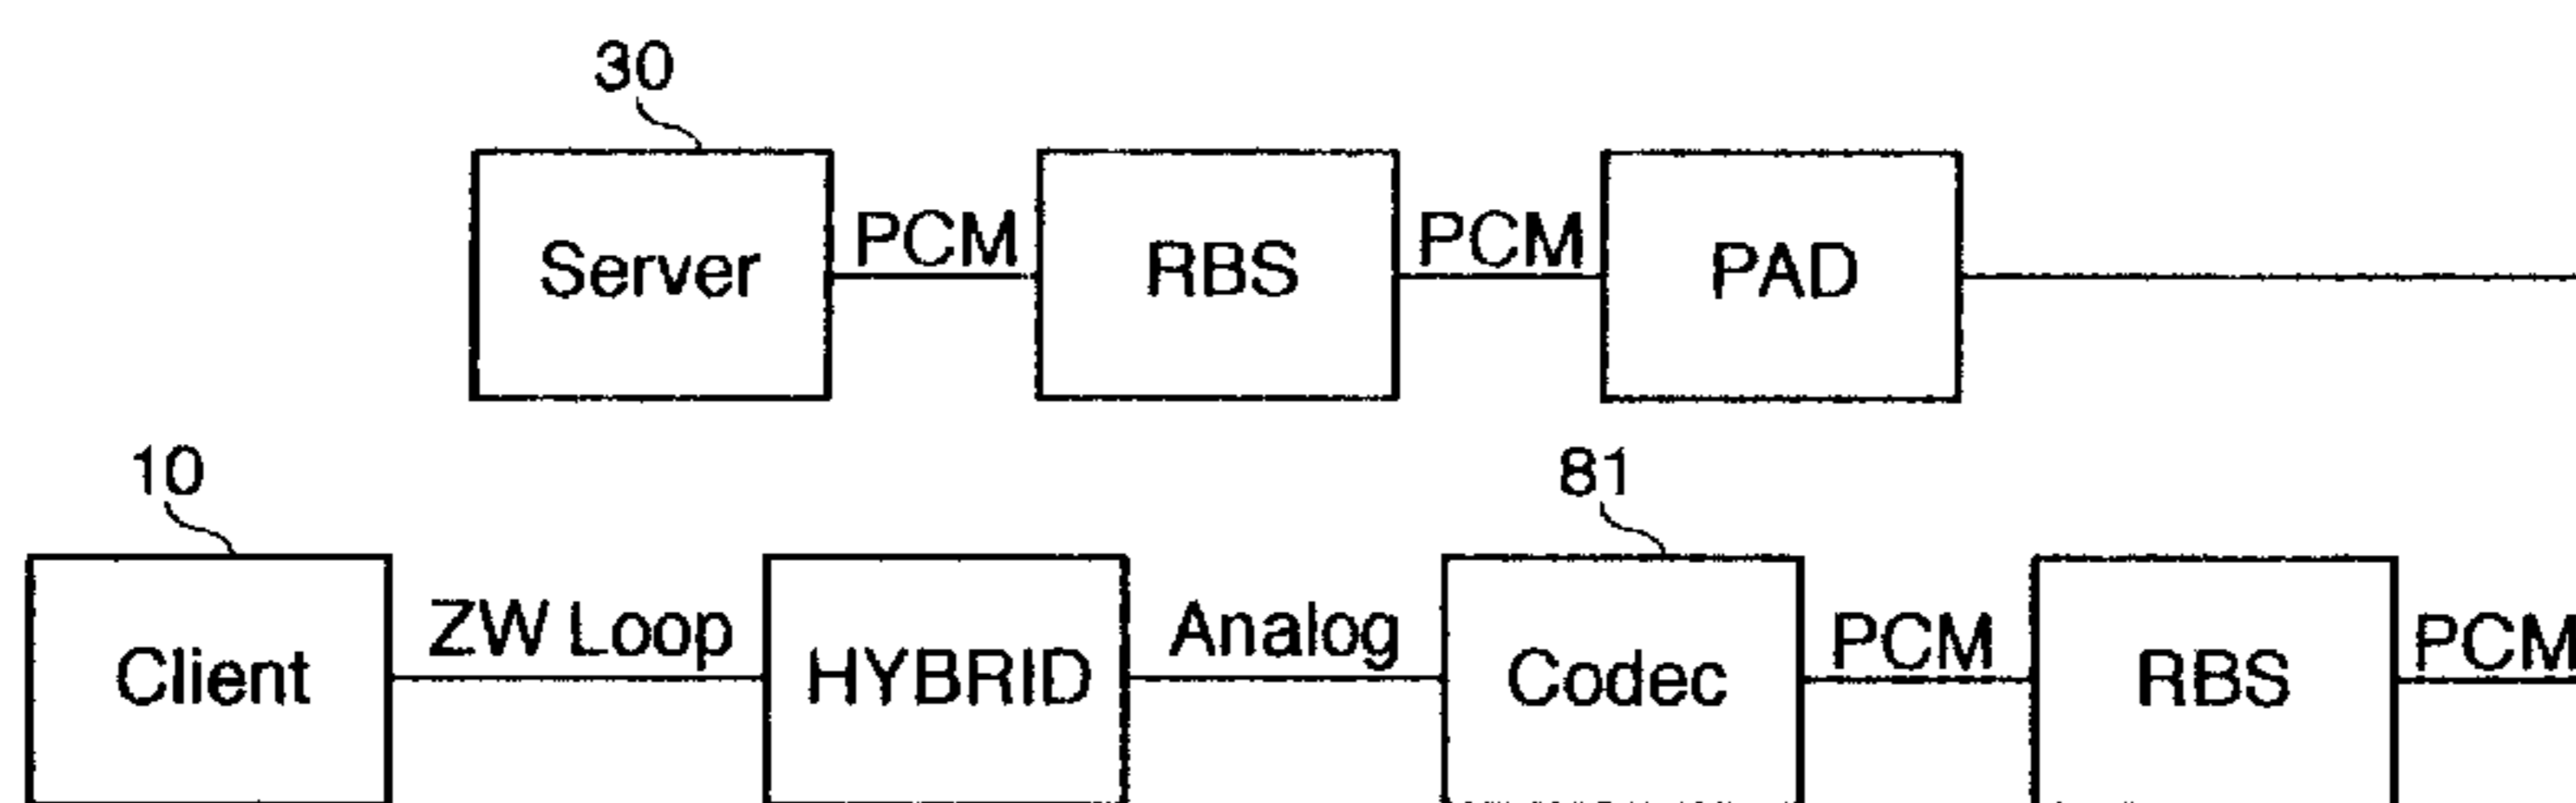 30
Server PCM RBS PCM PAD
10 81
Client ZW Loop HYBRID Analog Codec PCM RBS PCM